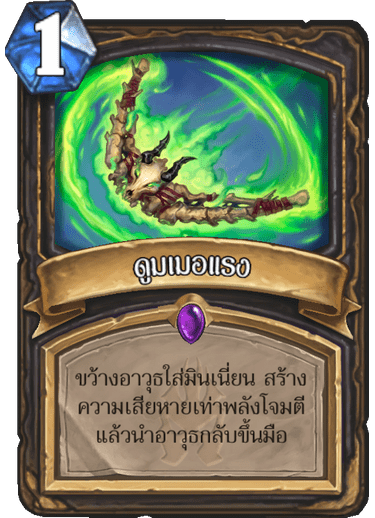 1
ดูมเมอแรง
ขว้างอาวุธใส่มินเนี่ยน สร้าง
ความเสียหายเท่าพลังโจมตี
แล้วนำอาวุธกลับขึ้นมือ